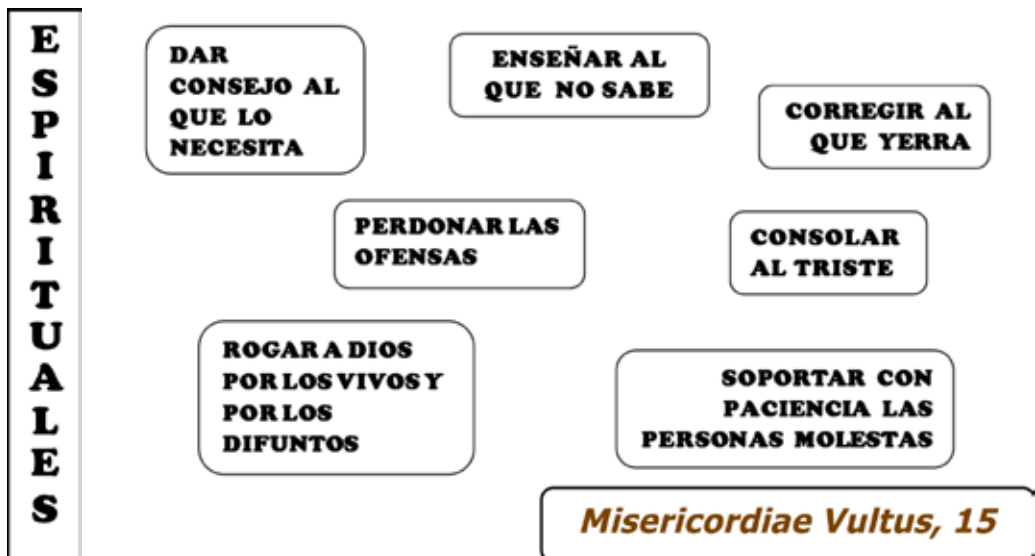 ESPIRITUALES
DAR
CONSEJO AL
QUE LO
NECESITA
ENSEÑAR AL
QUE NO SABE
CORREGIR AL
QUE YERRA
PERDONAR LAS
OFENSAS
CONSOLAR
AL TRISTE
ROGAR A DIOS
POR LOS VIVOS Y
POR LOS
DIFUNTOS
SOPORTAR CON
PACIENCIA LAS
PERSONAS MOLESTAS
Misericordiae Vultus, 15